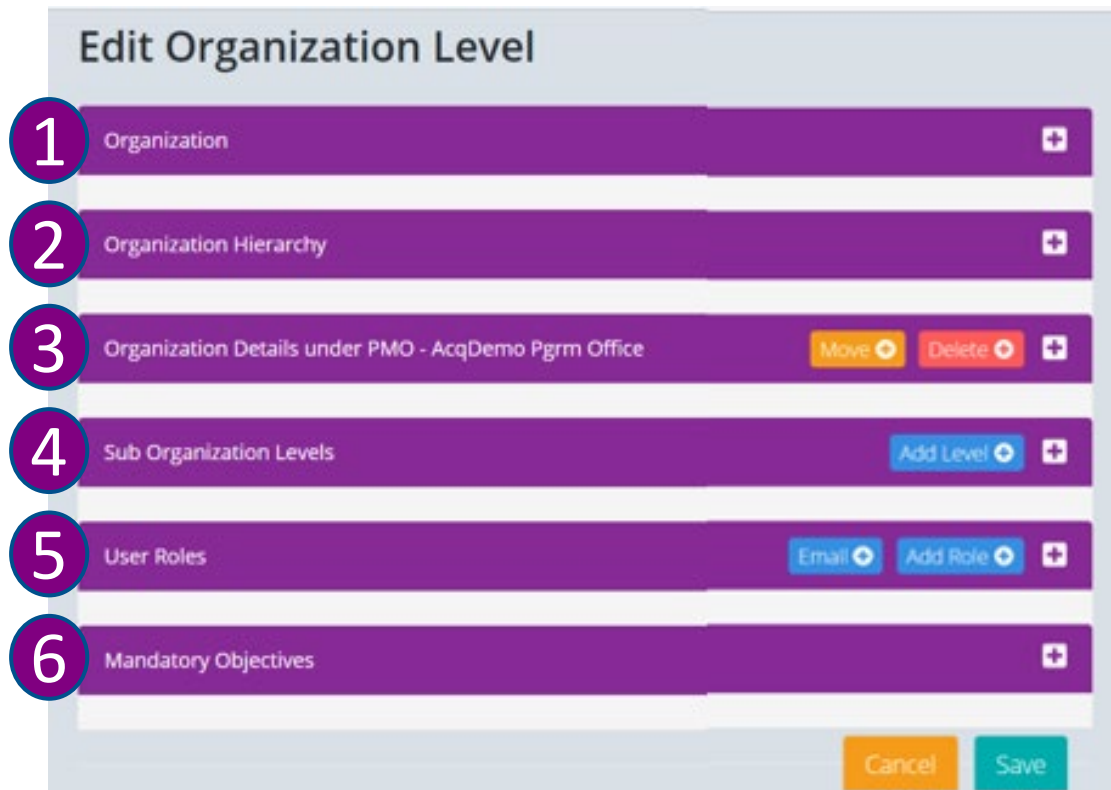 Edit Organization Level
1 Organization
2 Organization Hierarchy
3 Organization Details under PMO - AcqDemo Pgrm Office Move Delete
4 Sub Organization Levels Add Level
5 User Roles Email Add Role
6 Mandatory Objectives
Cancel Save